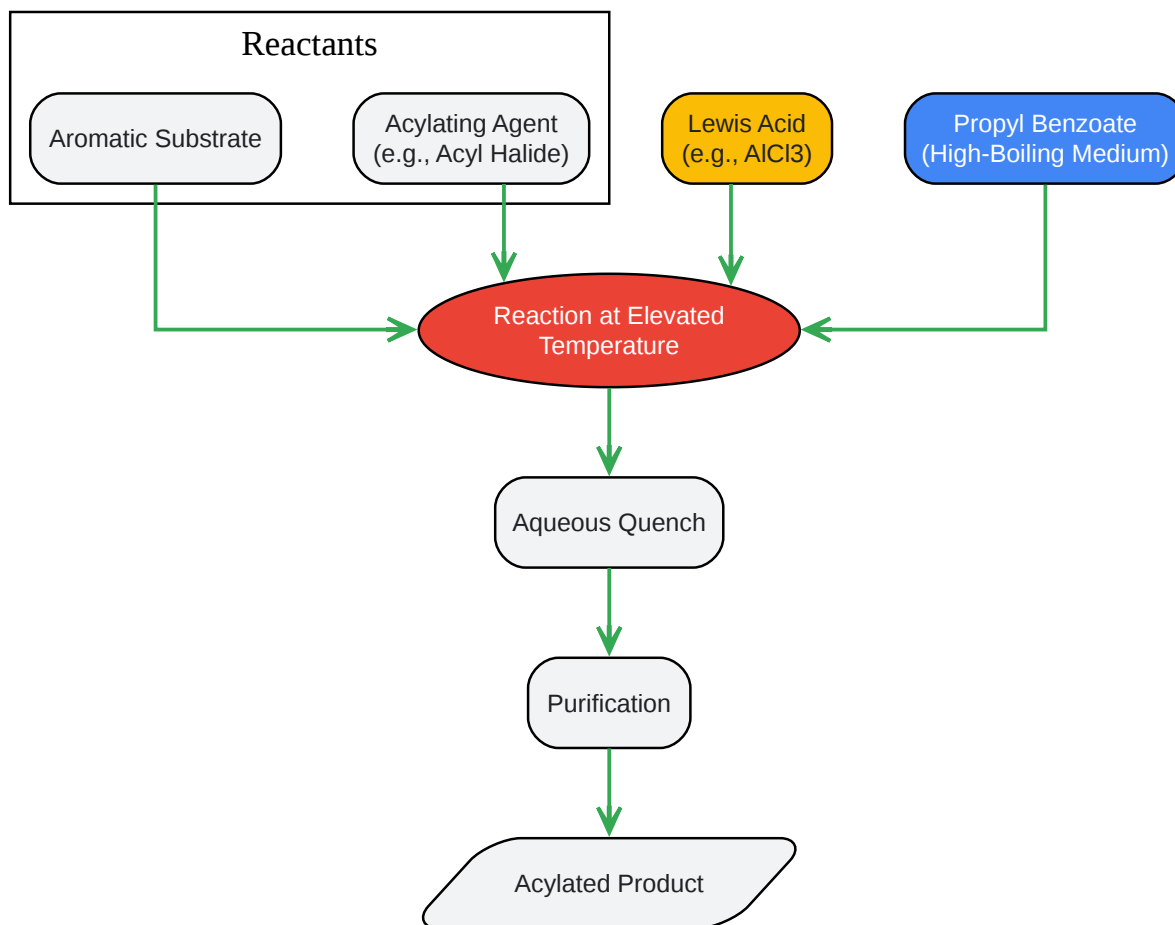 Reactants
Aromatic Substrate
Acylating Agent
(e.g., Acyl Halide)
Lewis Acid
(e.g., AlCl3)
Propyl Benzoate
(High-Boiling Medium)
Reaction at Elevated
Temperature
Aqueous Quench
Purification
Acylated Product